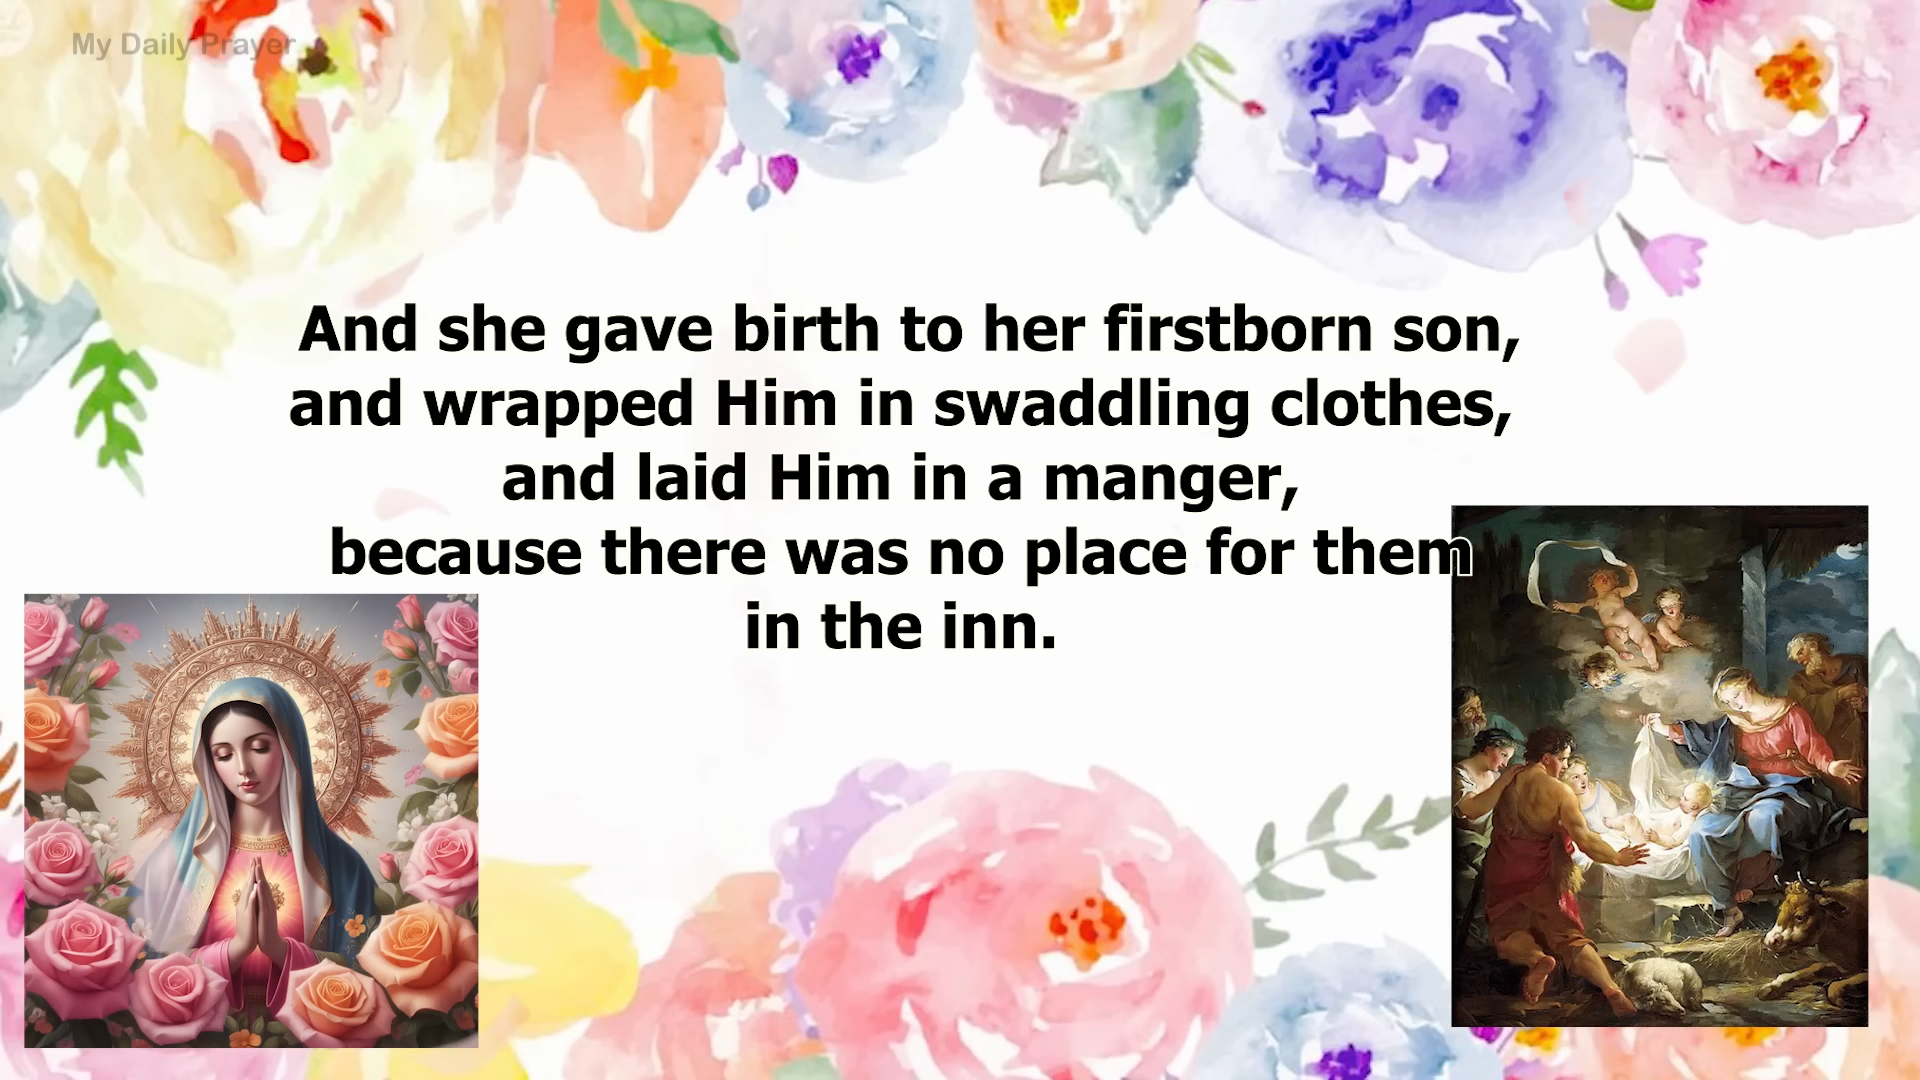 My Daily Prayer
And she gave birth to her firstborn son,
and wrapped Him in swaddling clothes,
and laid Him in a manger,
because there was no place for them
in the inn.